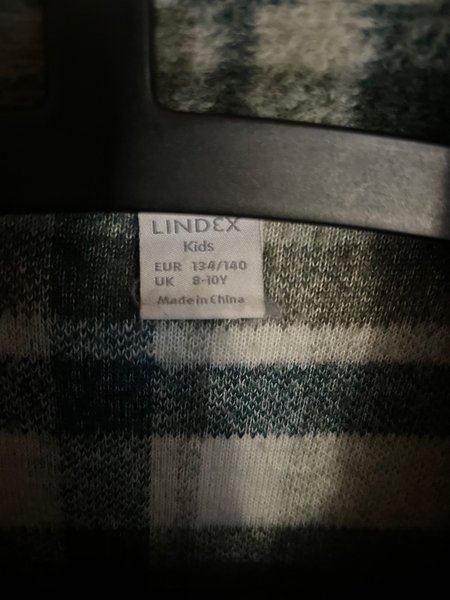 LINDEX
Kids
EUR 134/140
UK 8-10Y
Made in China